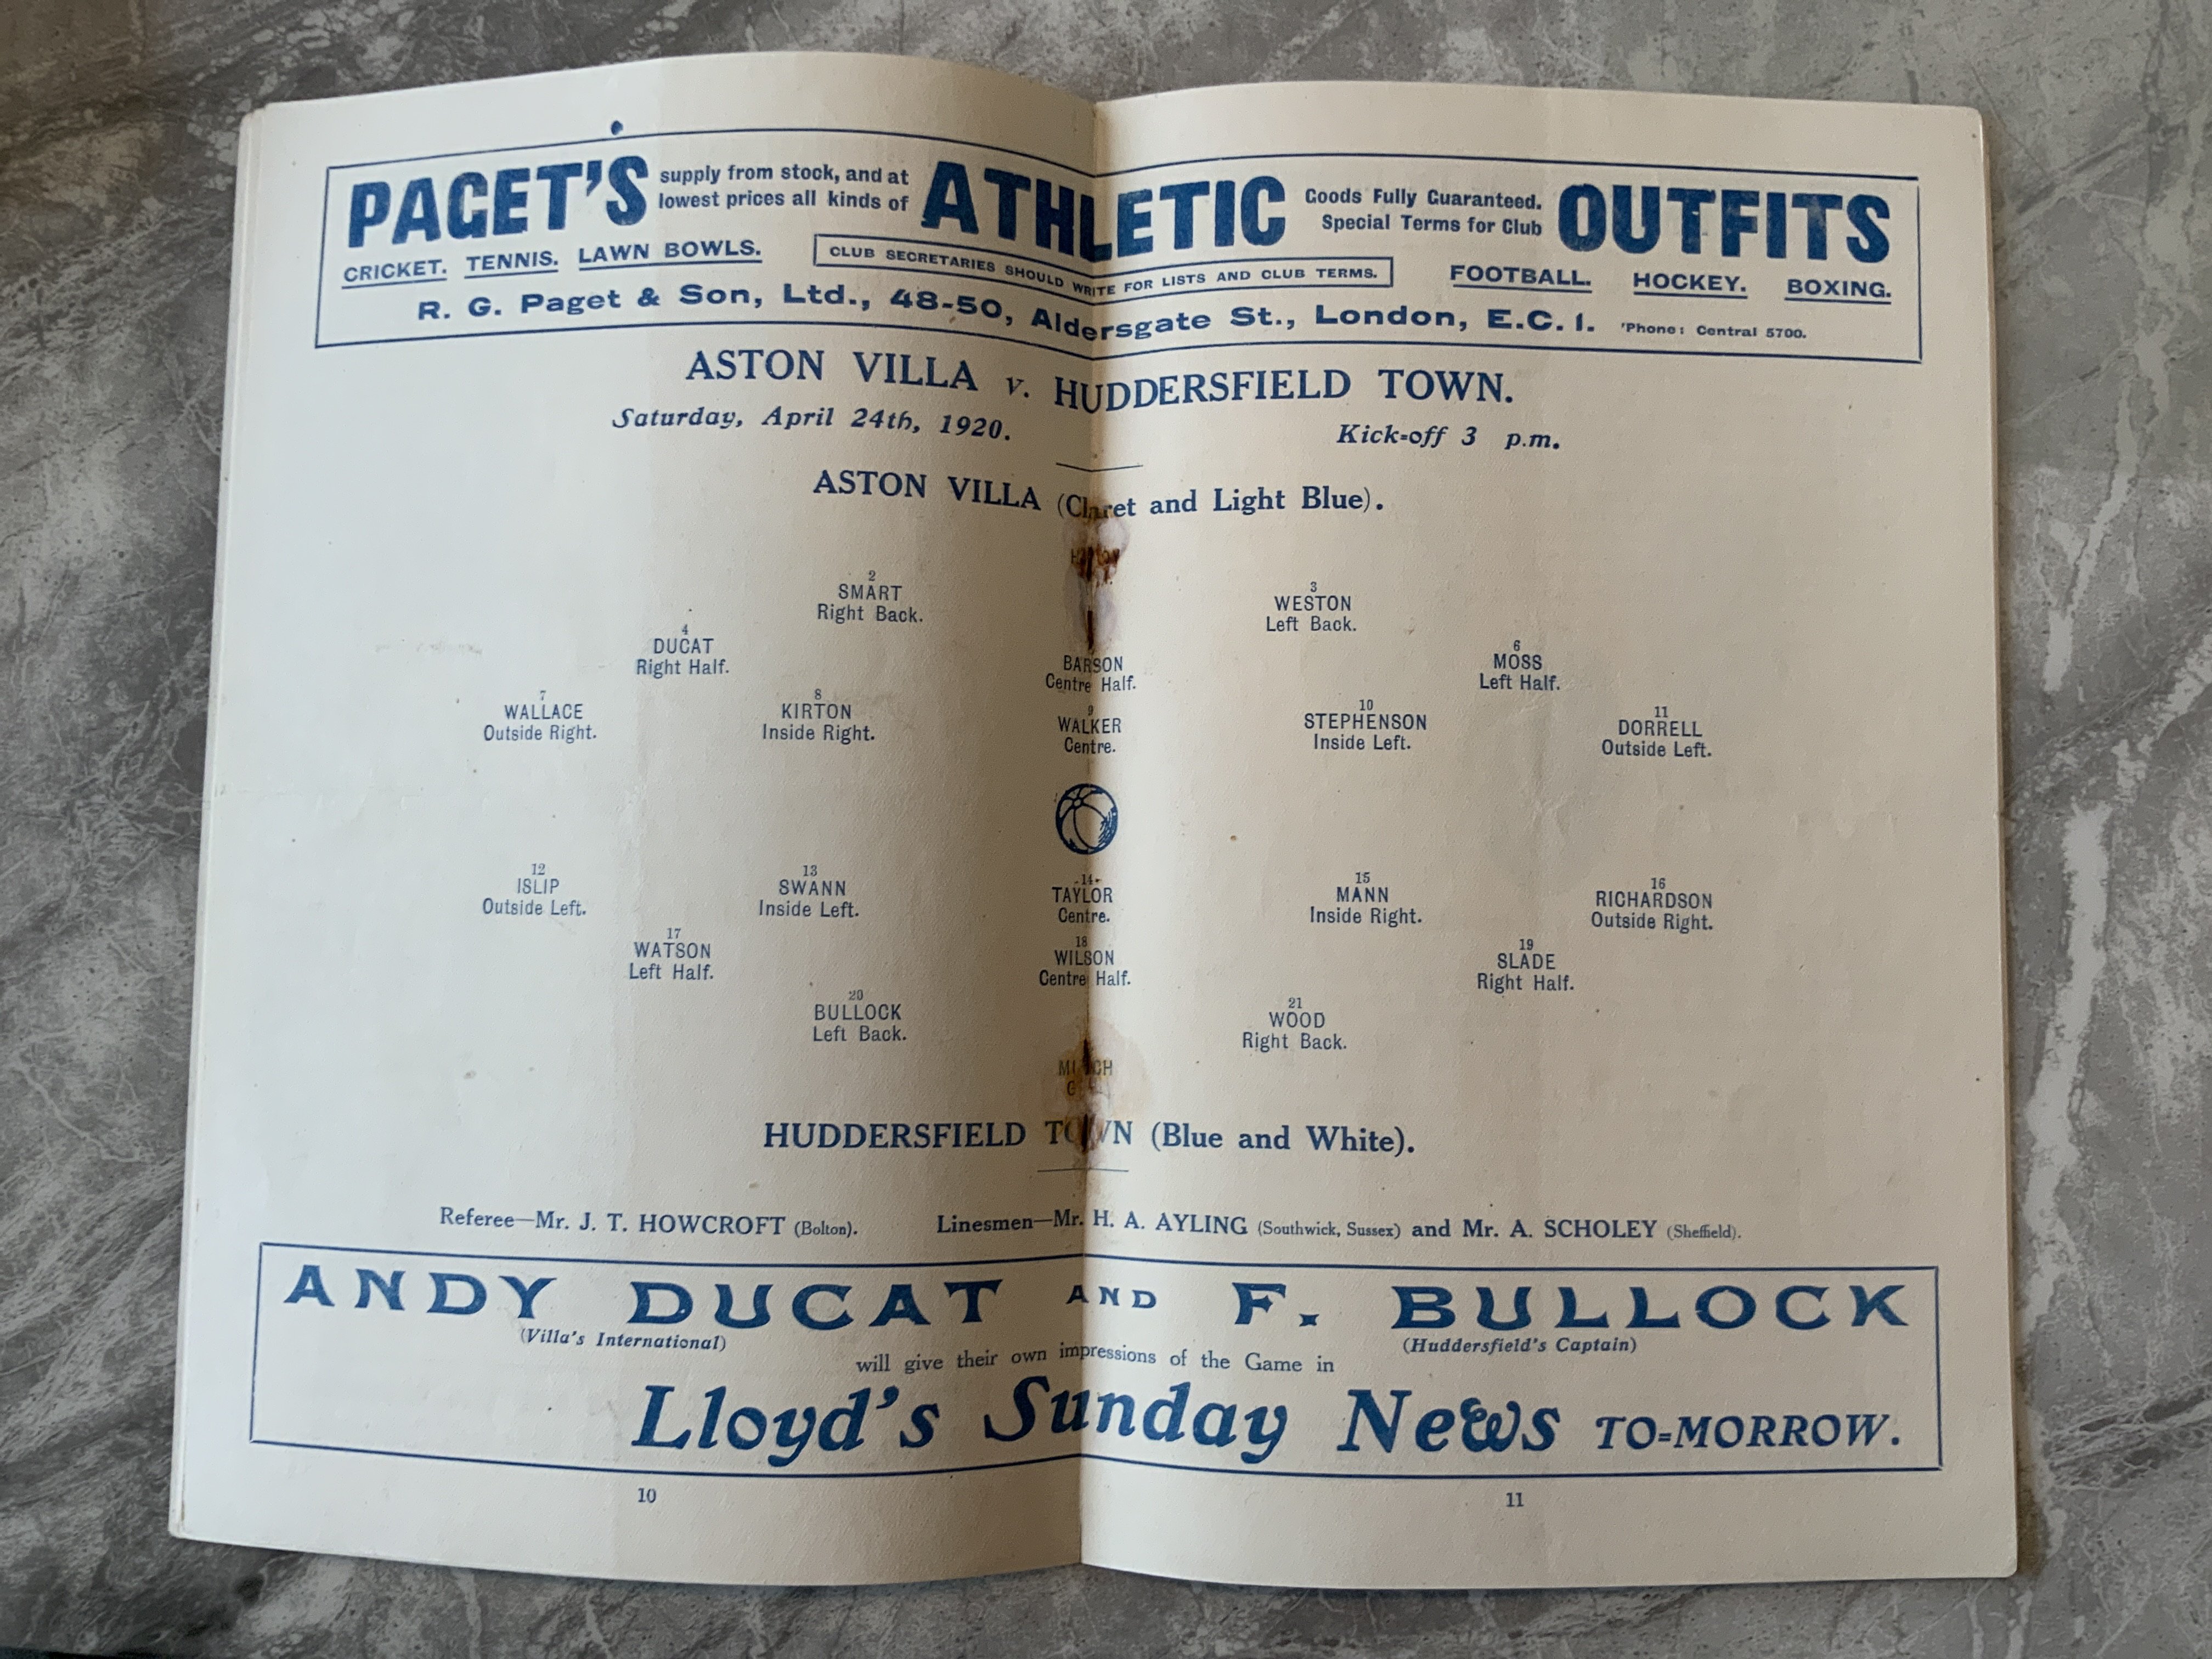 PAGET'S supply from stock, and at lowest prices all kinds of ATHLETIC Goods Fully Guaranteed. Special Terms for Club OUTFITS
CRICKET. TENNIS. LAWN BOWLS. CLUB SECRETARIES SHOULD WRITE FOR LISTS AND CLUB TERMS. FOOTBALL. HOCKEY. BOXING.
R. G. Paget & Son, Ltd., 48-50, Aldersgate St., London, E.C. 1. 'Phone: Central 5700.
ASTON VILLA v. HUDDERSFIELD TOWN.
Saturday, April 24th, 1920. Kick-off 3 p.m.
ASTON VILLA (Claret and Light Blue).
2
SMART
Right Back.
3
WESTON
Left Back.
4
DUCAT
Right Half.
BARSON
Centre Half.
6
MOSS
Left Half.
7
WALLACE
Outside Right.
8
KIRTON
Inside Right.
9
WALKER
Centre.
10
STEPHENSON
Inside Left.
11
DORRELL
Outside Left.
12
ISLIP
Outside Left.
13
SWANN
Inside Left.
14
TAYLOR
Centre.
15
MANN
Inside Right.
16
RICHARDSON
Outside Right.
17
WATSON
Left Half.
18
WILSON
Centre Half.
19
SLADE
Right Half.
20
BULLOCK
Left Back.
21
WOOD
Right Back.
HUDDERSFIELD TOWN (Blue and White).
Referee—Mr. J. T. HOWCROFT (Bolton). Linesmen—Mr. H. A. AYLING (Southwick, Sussex) and Mr. A. SCHOLEY (Sheffield).
ANDY DUCAT AND F. BULLOCK
(Villa's International) (Huddersfield's Captain)
will give their own impressions of the Game in
Lloyd's Sunday News TO-MORROW.
10
11